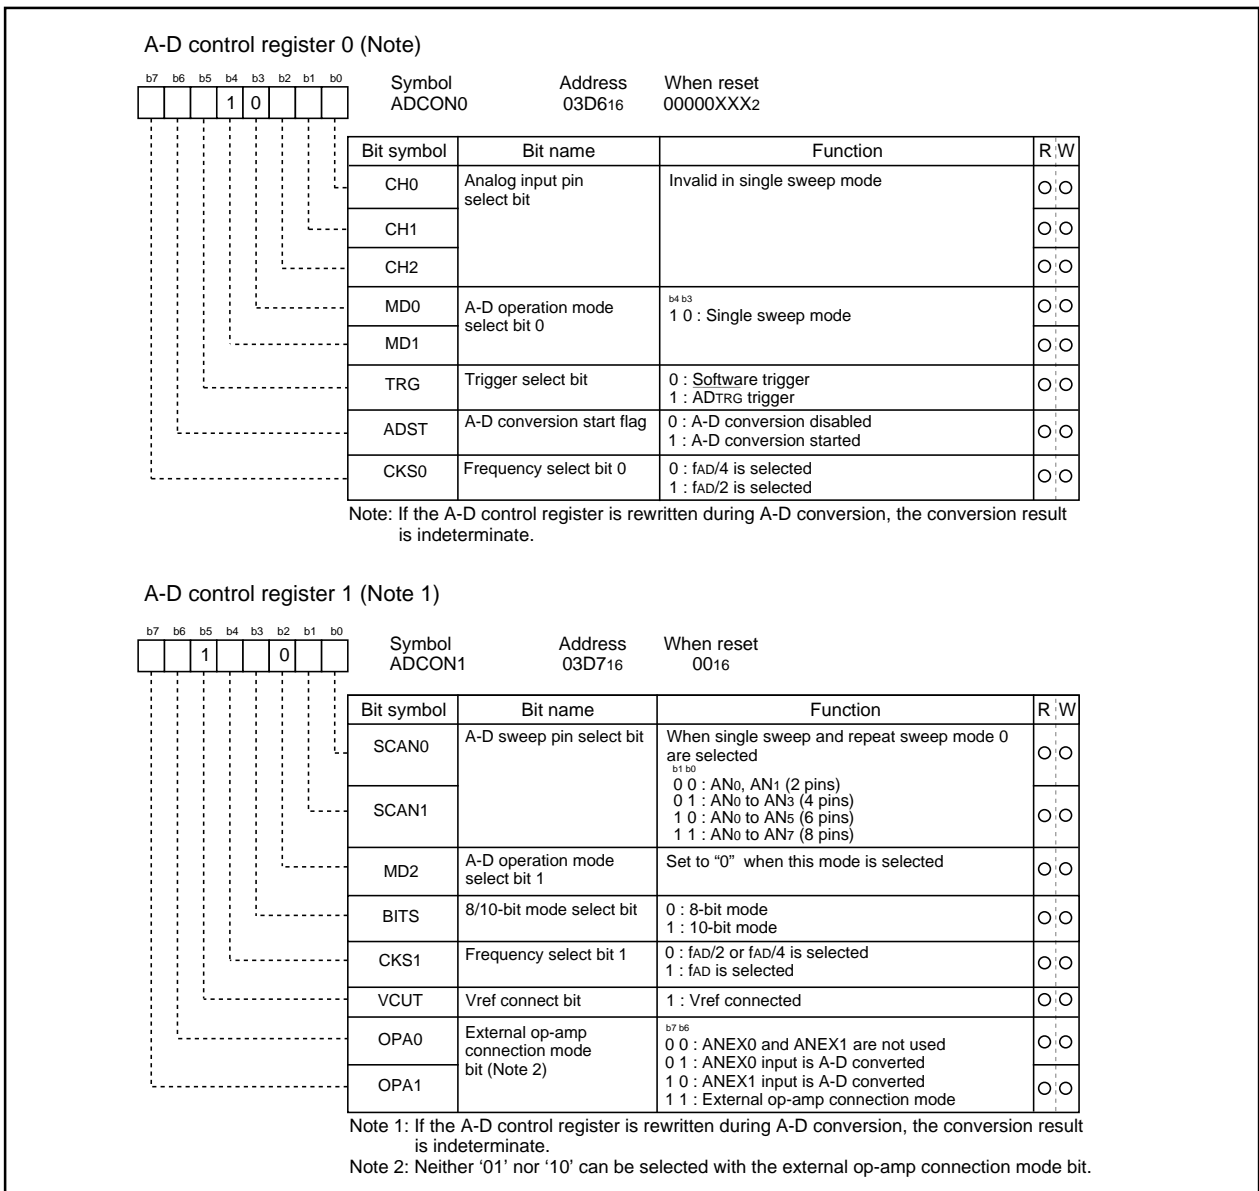 A-D control register 0 (Note)
b7 b6 b5 b4 b3 b2 b1 b0
1 0
Symbol Address When reset
ADCON0 03D616 00000XXX2
Bit symbol Bit name Function R W
CH0 Analog input pin select bit Invalid in single sweep mode
CH1
CH2
MD0 A-D operation mode select bit 0
b4 b3
1 0 : Single sweep mode
MD1
TRG Trigger select bit 0 : Software trigger
1 : ADTRG trigger
ADST A-D conversion start flag 0 : A-D conversion disabled
1 : A-D conversion started
CKS0 Frequency select bit 0 0 : fAD/4 is selected
1 : fAD/2 is selected
Note: If the A-D control register is rewritten during A-D conversion, the conversion result
is indeterminate.
A-D control register 1 (Note 1)
b7 b6 b5 b4 b3 b2 b1 b0
1 0
Symbol Address When reset
ADCON1 03D716 0016
Bit symbol Bit name Function R W
SCAN0 A-D sweep pin select bit When single sweep and repeat sweep mode 0
are selected
b1 b0
0 0 : AN0, AN1 (2 pins)
0 1 : AN0 to AN3 (4 pins)
1 0 : AN0 to AN5 (6 pins)
1 1 : AN0 to AN7 (8 pins)
SCAN1
MD2 A-D operation mode select bit 1 Set to “0” when this mode is selected
BITS 8/10-bit mode select bit 0 : 8-bit mode
1 : 10-bit mode
CKS1 Frequency select bit 1 0 : fAD/2 or fAD/4 is selected
1 : fAD is selected
VCUT Vref connect bit 1 : Vref connected
OPA0 External op-amp connection mode bit (Note 2)
b7 b6
0 0 : ANEX0 and ANEX1 are not used
0 1 : ANEX0 input is A-D converted
1 0 : ANEX1 input is A-D converted
1 1 : External op-amp connection mode
OPA1
Note 1: If the A-D control register is rewritten during A-D conversion, the conversion result
is indeterminate.
Note 2: Neither ‘01’ nor ‘10’ can be selected with the external op-amp connection mode bit.